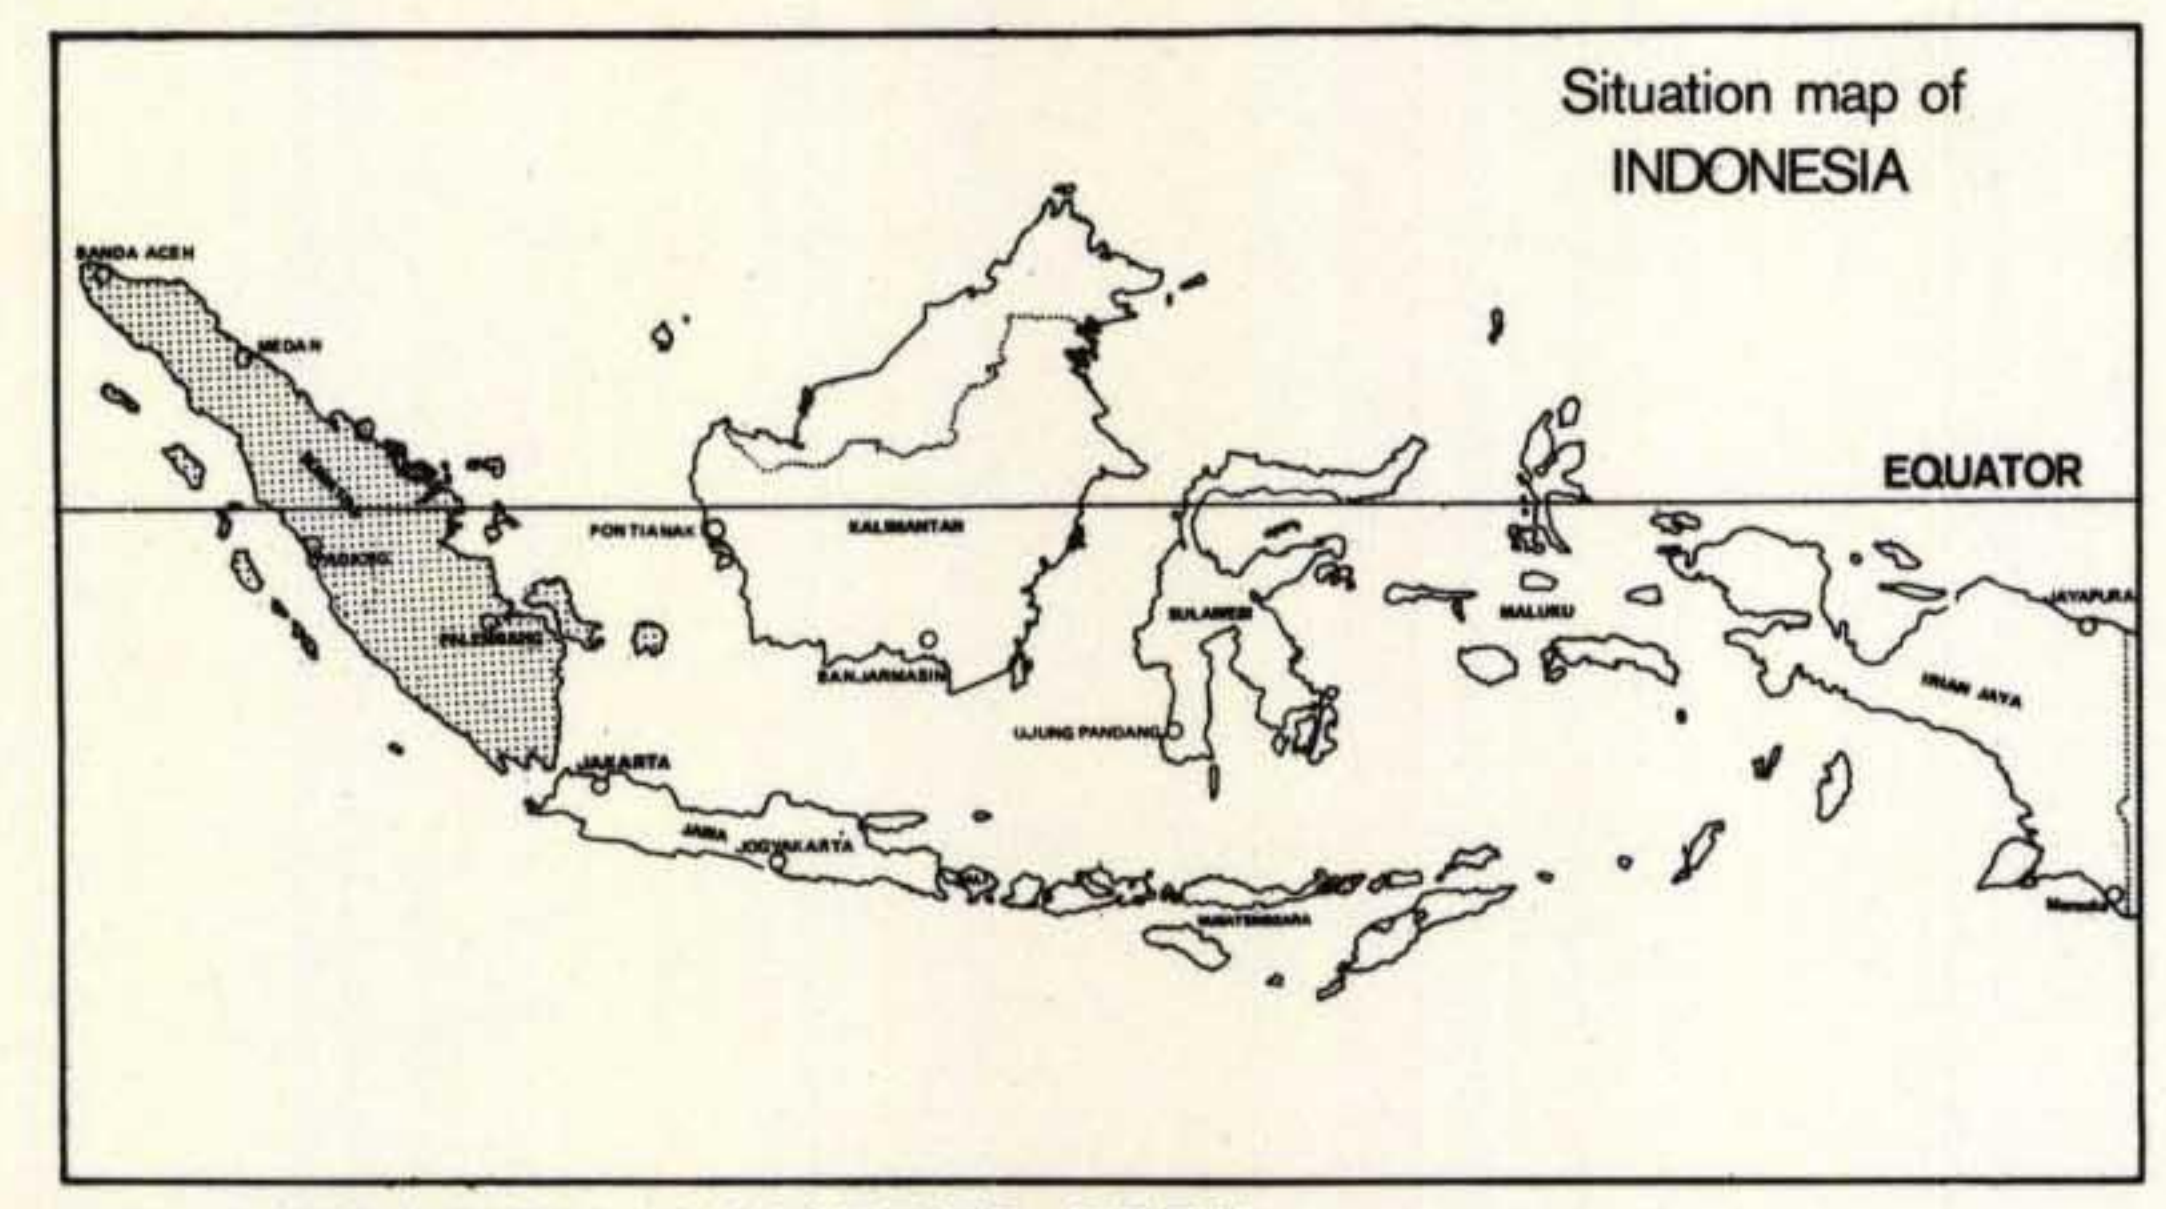 Situation map of
INDONESIA
BANDA ACEH
MEDAN
EQUATOR
PONTIANAK
KALIMANTAN
PADANG
JAYAPURA
SULAWESI
MALUKU
PALEMBANG
BANJARMASIN
IRIAN JAYA
UJUNG PANDANG
JAKARTA
JAWA
JOGYAKARTA
Merauke